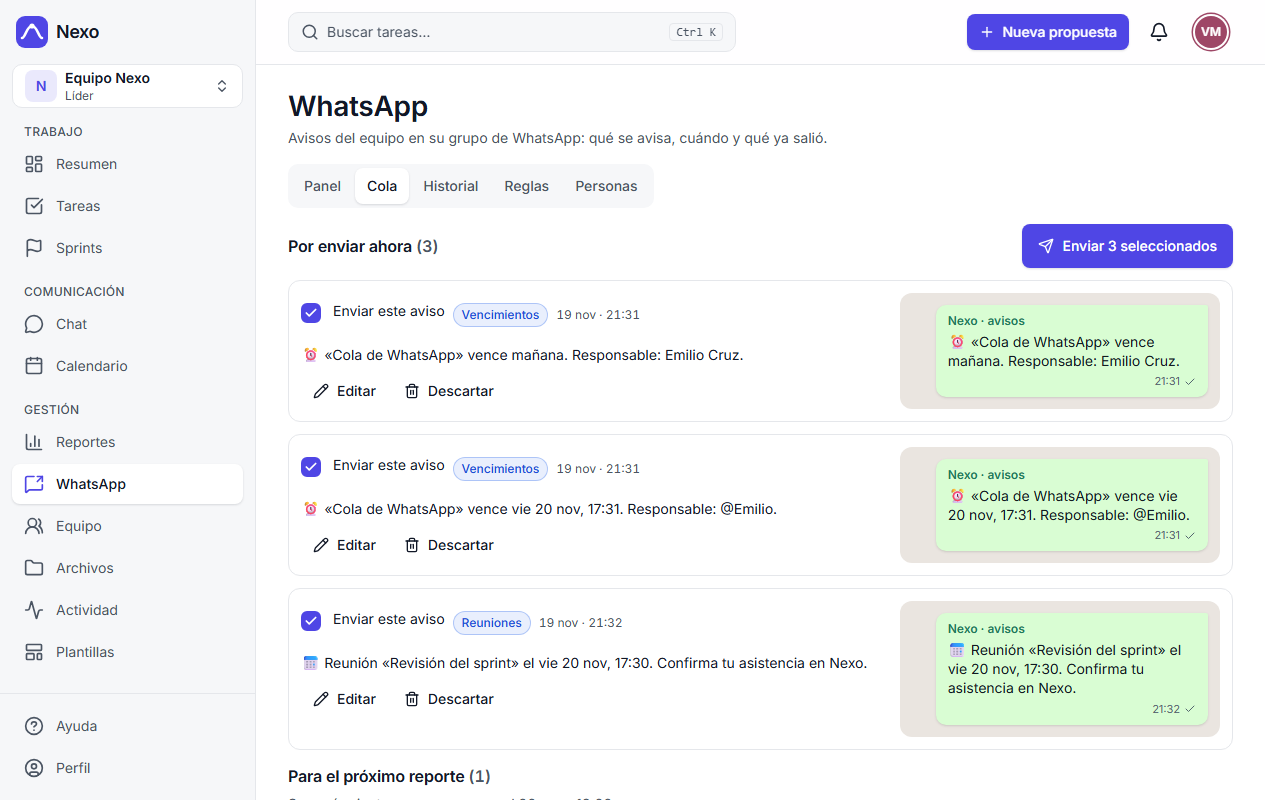 Nexo
N
Equipo Nexo
Líder
TRABAJO
Resumen
Tareas
Sprints
COMUNICACIÓN
Chat
Calendario
GESTIÓN
Reportes
WhatsApp
Equipo
Archivos
Actividad
Plantillas
Ayuda
Perfil
Buscar tareas...
Ctrl K
Nueva propuesta
VM
WhatsApp
Avisos del equipo en su grupo de WhatsApp: qué se avisa, cuándo y qué ya salió.
Panel
Cola
Historial
Reglas
Personas
Por enviar ahora (3)
Enviar 3 seleccionados
Enviar este aviso Vencimientos 19 nov · 21:31
⏰ «Cola de WhatsApp» vence mañana. Responsable: Emilio Cruz.
Editar
Descartar
Nexo · avisos
⏰ «Cola de WhatsApp» vence
mañana. Responsable: Emilio Cruz.
21:31 ✓
Enviar este aviso Vencimientos 19 nov · 21:31
⏰ «Cola de WhatsApp» vence vie 20 nov, 17:31. Responsable: @Emilio.
Editar
Descartar
Nexo · avisos
⏰ «Cola de WhatsApp» vence vie
20 nov, 17:31. Responsable: @Emilio.
21:31 ✓
Enviar este aviso Reuniones 19 nov · 21:32
🗓️ Reunión «Revisión del sprint» el vie 20 nov, 17:30. Confirma tu asistencia en Nexo.
Editar
Descartar
Nexo · avisos
🗓️ Reunión «Revisión del sprint» el
vie 20 nov, 17:30. Confirma tu
asistencia en Nexo.
21:32 ✓
Para el próximo reporte (1)